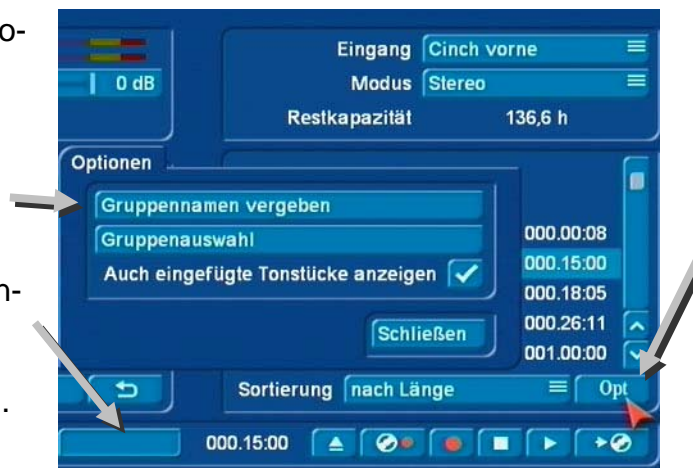 o-
Eingang Cinch vorne
0 dB
Modus Stereo
Restkapazität 136,6 h
Optionen
Gruppennamen vergeben
Gruppenauswahl
000.00:08
Auch eingefügte Tonstücke anzeigen
000.15:00
n-
000.18:05
Schließen
000.26:11
001.00:00
Sortierung nach Länge
Opt
.
000.15:00